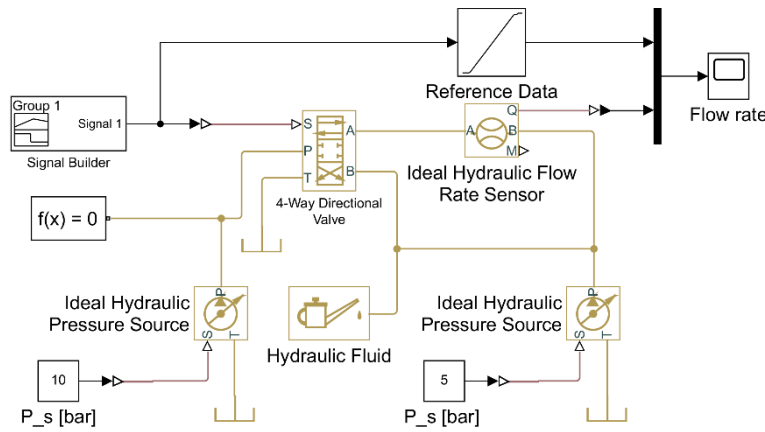 Group 1
Signal 1
Signal Builder
Reference Data
Flow rate
S
P
T
A
B
4-Way Directional
Valve
A
Q
B
M
Ideal Hydraulic Flow
Rate Sensor
f(x) = 0
Ideal Hydraulic
Pressure Source
P
S
T
Hydraulic Fluid
Ideal Hydraulic
Pressure Source
P
S
T
10
P_s [bar]
5
P_s [bar]